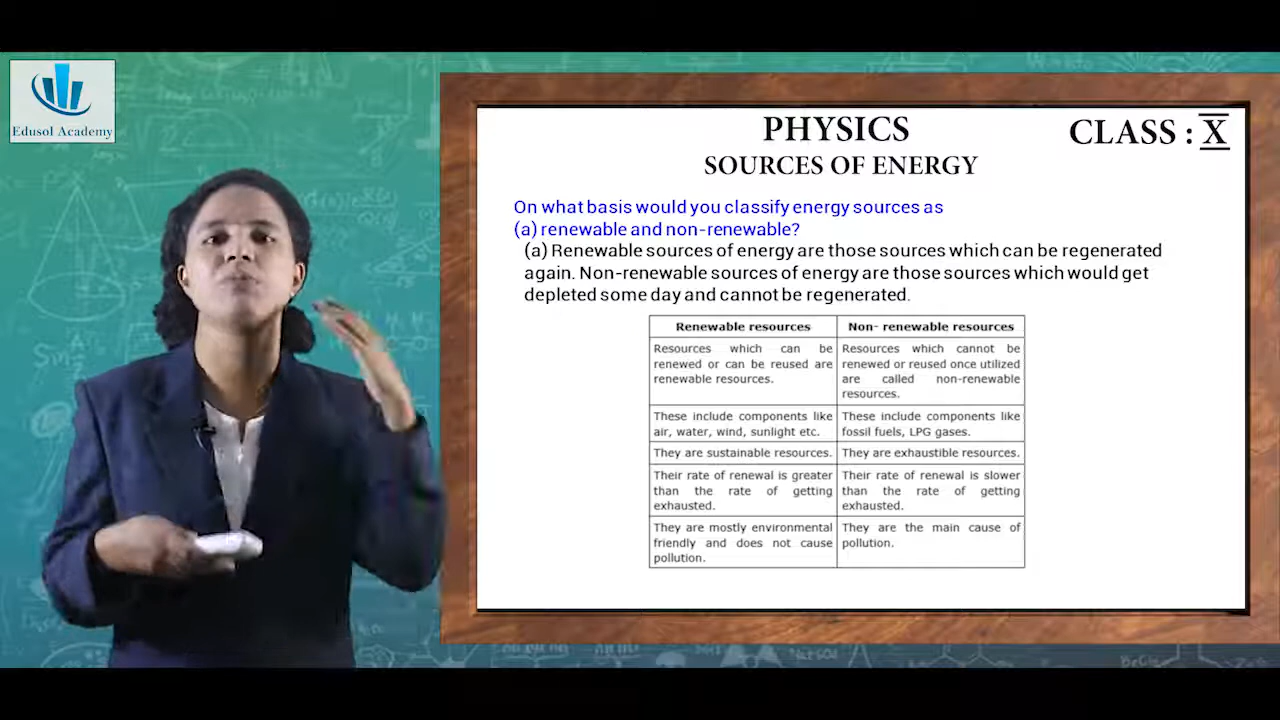 Edusol Academy
PHYSICS
CLASS : X
SOURCES OF ENERGY
On what basis would you classify energy sources as
(a) renewable and non-renewable?
(a) Renewable sources of energy are those sources which can be regenerated
again. Non-renewable sources of energy are those sources which would get
depleted some day and cannot be regenerated.
Renewable resources
Non- renewable resources
Resources which can be
renewed or can be reused are
renewable resources.
Resources which cannot be
renewed or reused once utilized
are called non-renewable
resources.
These include components like
air, water, wind, sunlight etc.
These include components like
fossil fuels, LPG gases.
They are sustainable resources.
They are exhaustible resources.
Their rate of renewal is greater
than the rate of getting
exhausted.
Their rate of renewal is slower
than the rate of getting
exhausted.
They are mostly environmental
friendly and does not cause
pollution.
They are the main cause of
pollution.